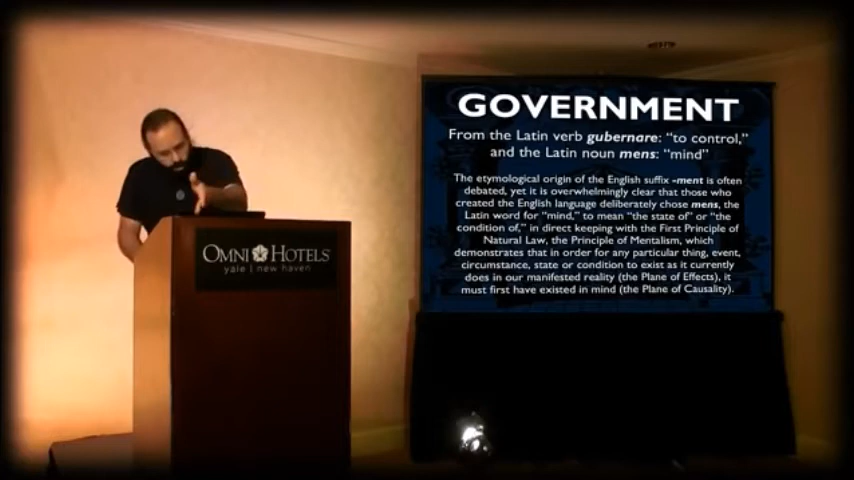 GOVERNMENT
From the Latin verb gubernare: “to control,”
and the Latin noun mens: “mind”
The etymological origin of the English suffix -ment is often
debated, yet it is overwhelmingly clear that those who
created the English language deliberately chose mens, the
Latin word for “mind,” to mean “the state of” or “the
condition of,” in direct keeping with the First Principle of
Natural Law, the Principle of Mentalism, which
demonstrates that in order for any particular thing, event,
circumstance, state or condition to exist as it currently
does in our manifested reality (the Plane of Effects), it
must first have existed in mind (the Plane of Causality).
OMNI HOTELS
yale | new haven